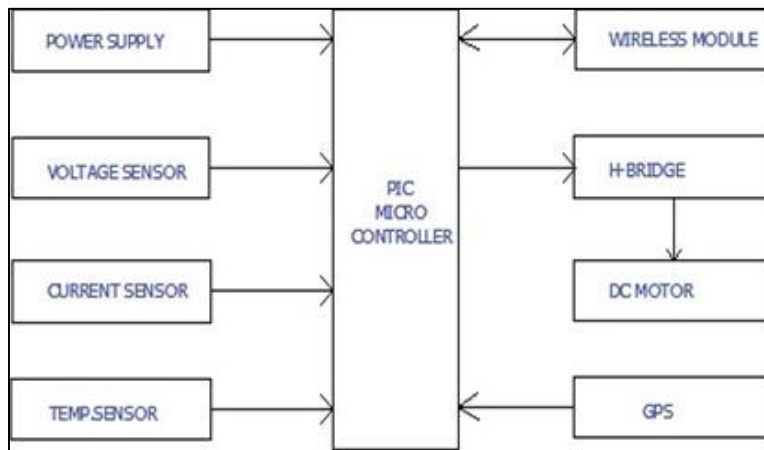 POWER SUPPLY
VOLTAGE SENSOR
CURRENT SENSOR
TEMP.SENSOR
PIC
MICRO
CONTROLLER
WIRELESS MODULE
H-BRIDGE
DC MOTOR
GPS